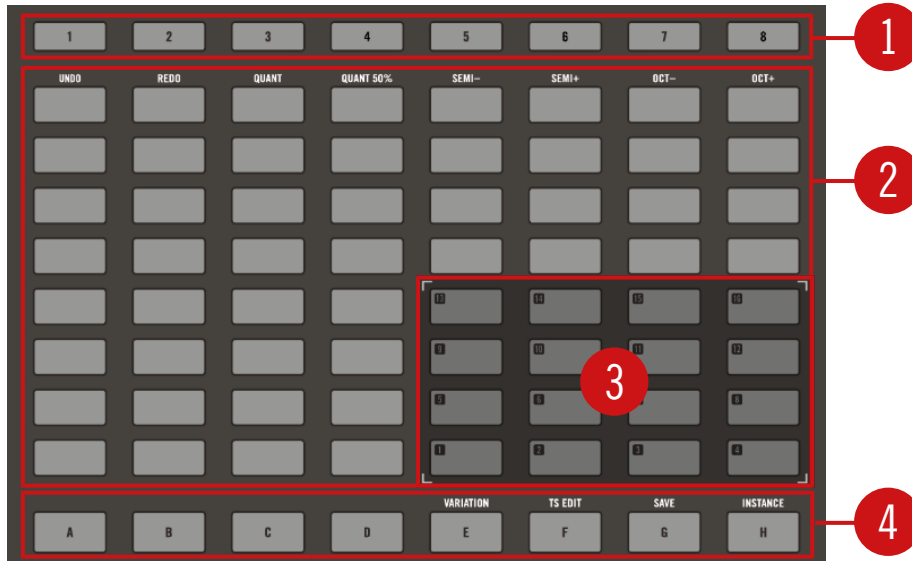 1 2 3 4 5 6 7 8
1
UNDO REDO QUANT QUANT 50% SEMI– SEMI+ OCT– OCT+
2
13 14 15 16
9 10 11 12
3
5 6 8
1 2 3 4
VARIATION TS EDIT SAVE INSTANCE
A B C D E F G H
4